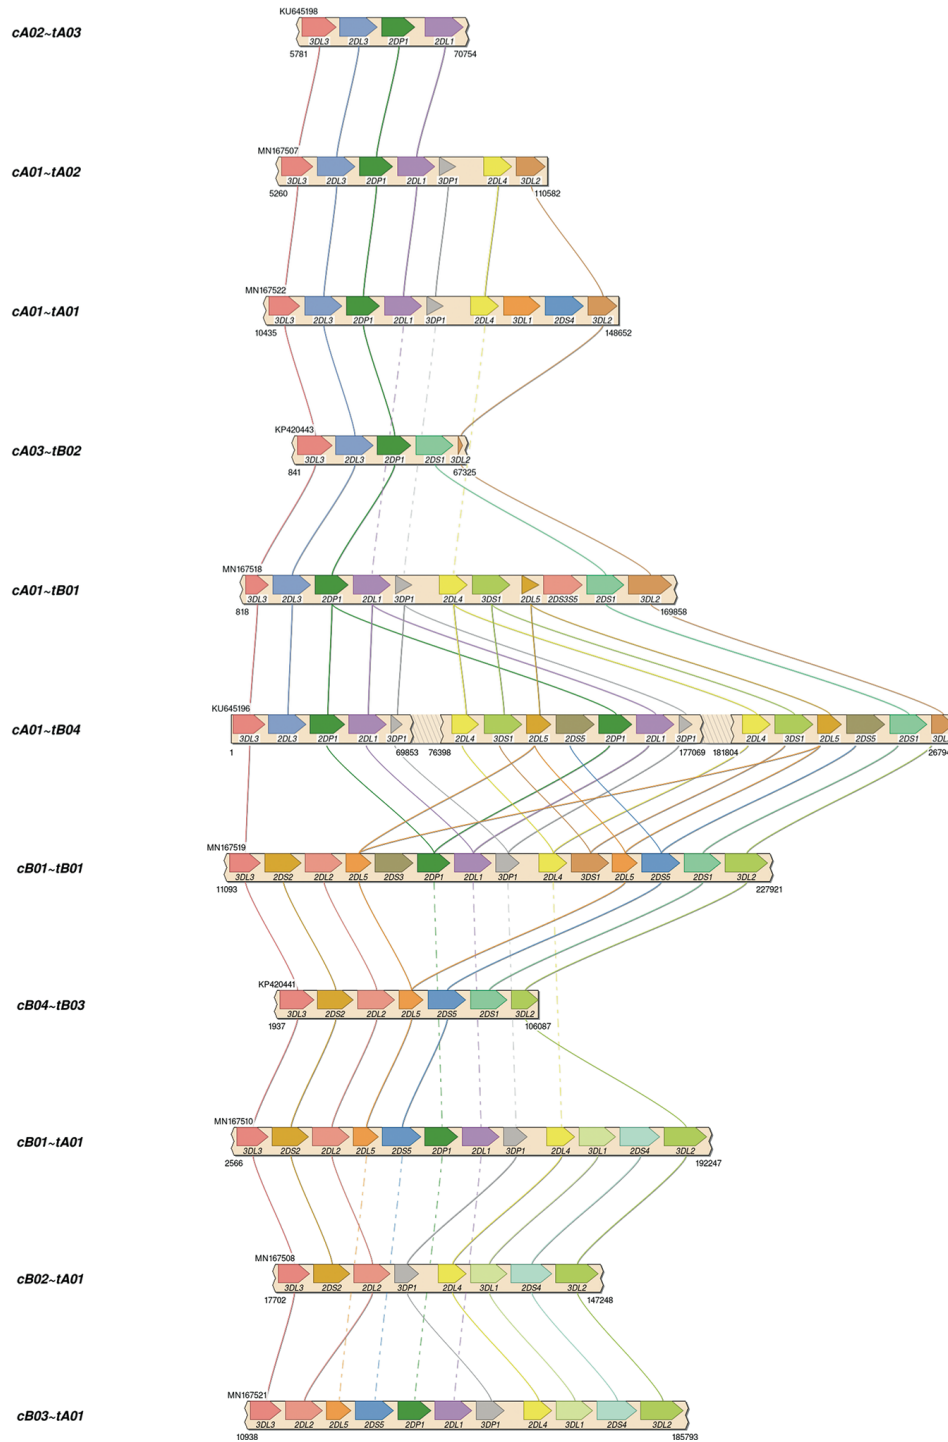 cA02~tA03
KU645198
3DL3 2DL3 2DP1 2DL1
5781 70754
cA01~tA02
MN167507
3DL3 2DL3 2DP1 2DL1 3DP1 2DL4 3DL2
5260 110582
cA01~tA01
MN167522
3DL3 2DL3 2DP1 2DL1 3DP1 2DL4 3DL1 2DS4 3DL2
10435 148652
cA03~tB02
KP420443
3DL3 2DL3 2DP1 2DS1 3DL2
841 67325
cA01~tB01
MN167518
3DL3 2DL3 2DP1 2DL1 3DP1 2DL4 3DS1 2DL5 2DS3S5 2DS1 3DL2
818 169858
cA01~tB04
KU645196
3DL3 2DL3 2DP1 2DL1 3DP1 2DL4 3DS1 2DL5 2DS5 2DP1 2DL1 3DP1 2DL4 3DS1 2DL5 2DS5 2DS1 3DL
1 69853 76398 177069 181804 26794
cB01~tB01
MN167519
3DL3 2DS2 2DL2 2DL5 2DS3 2DP1 2DL1 3DP1 2DL4 3DS1 2DL5 2DS5 2DS1 3DL2
11093 227921
cB04~tB03
KP420441
3DL3 2DS2 2DL2 2DL5 2DS5 2DS1 3DL2
1937 106087
cB01~tA01
MN167510
3DL3 2DS2 2DL2 2DL5 2DS5 2DP1 2DL1 3DP1 2DL4 3DL1 2DS4 3DL2
2566 192247
cB02~tA01
MN167508
3DL3 2DS2 2DL2 3DP1 2DL4 3DL1 2DS4 3DL2
17702 147248
cB03~tA01
MN167521
3DL3 2DL2 2DL5 2DS5 2DP1 2DL1 3DP1 2DL4 3DL1 2DS4 3DL2
10938 185793